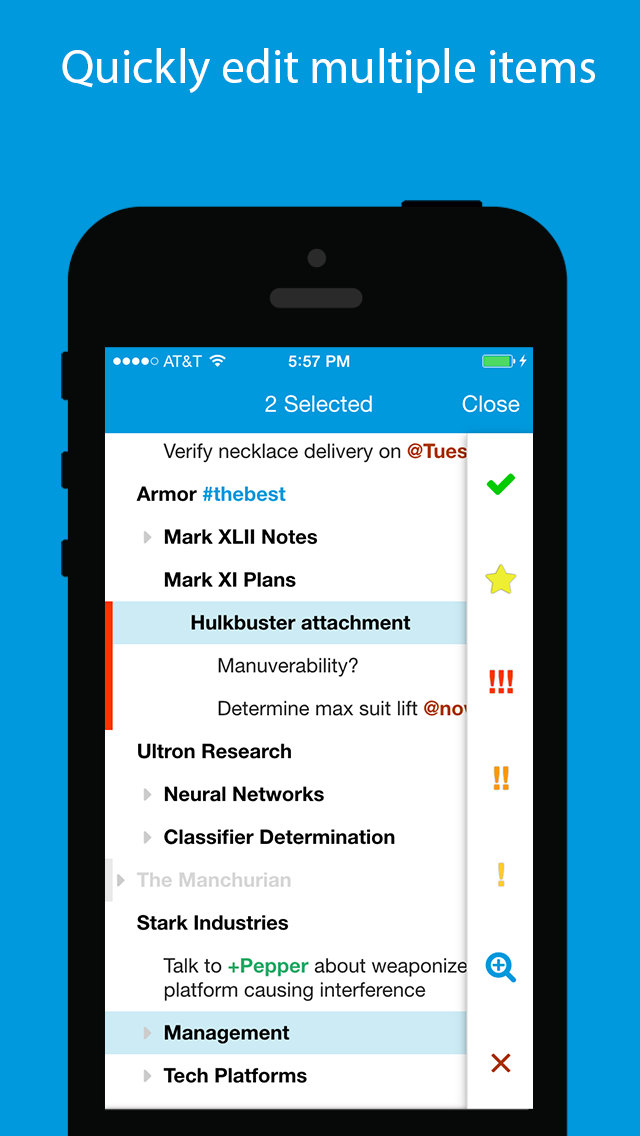 Quickly edit multiple items
AT&T 5:57 PM
2 Selected Close
Verify necklace delivery on @Tues
Armor #thebest
Mark XLII Notes
Mark XI Plans
Hulkbuster attachment
!!!
Manuverability?
Determine max suit lift @nov
Ultron Research
!!
Neural Networks
Classifier Determination
!
The Manchurian
Stark Industries
Talk to +Pepper about weaponize
platform causing interference
Management
Tech Platforms